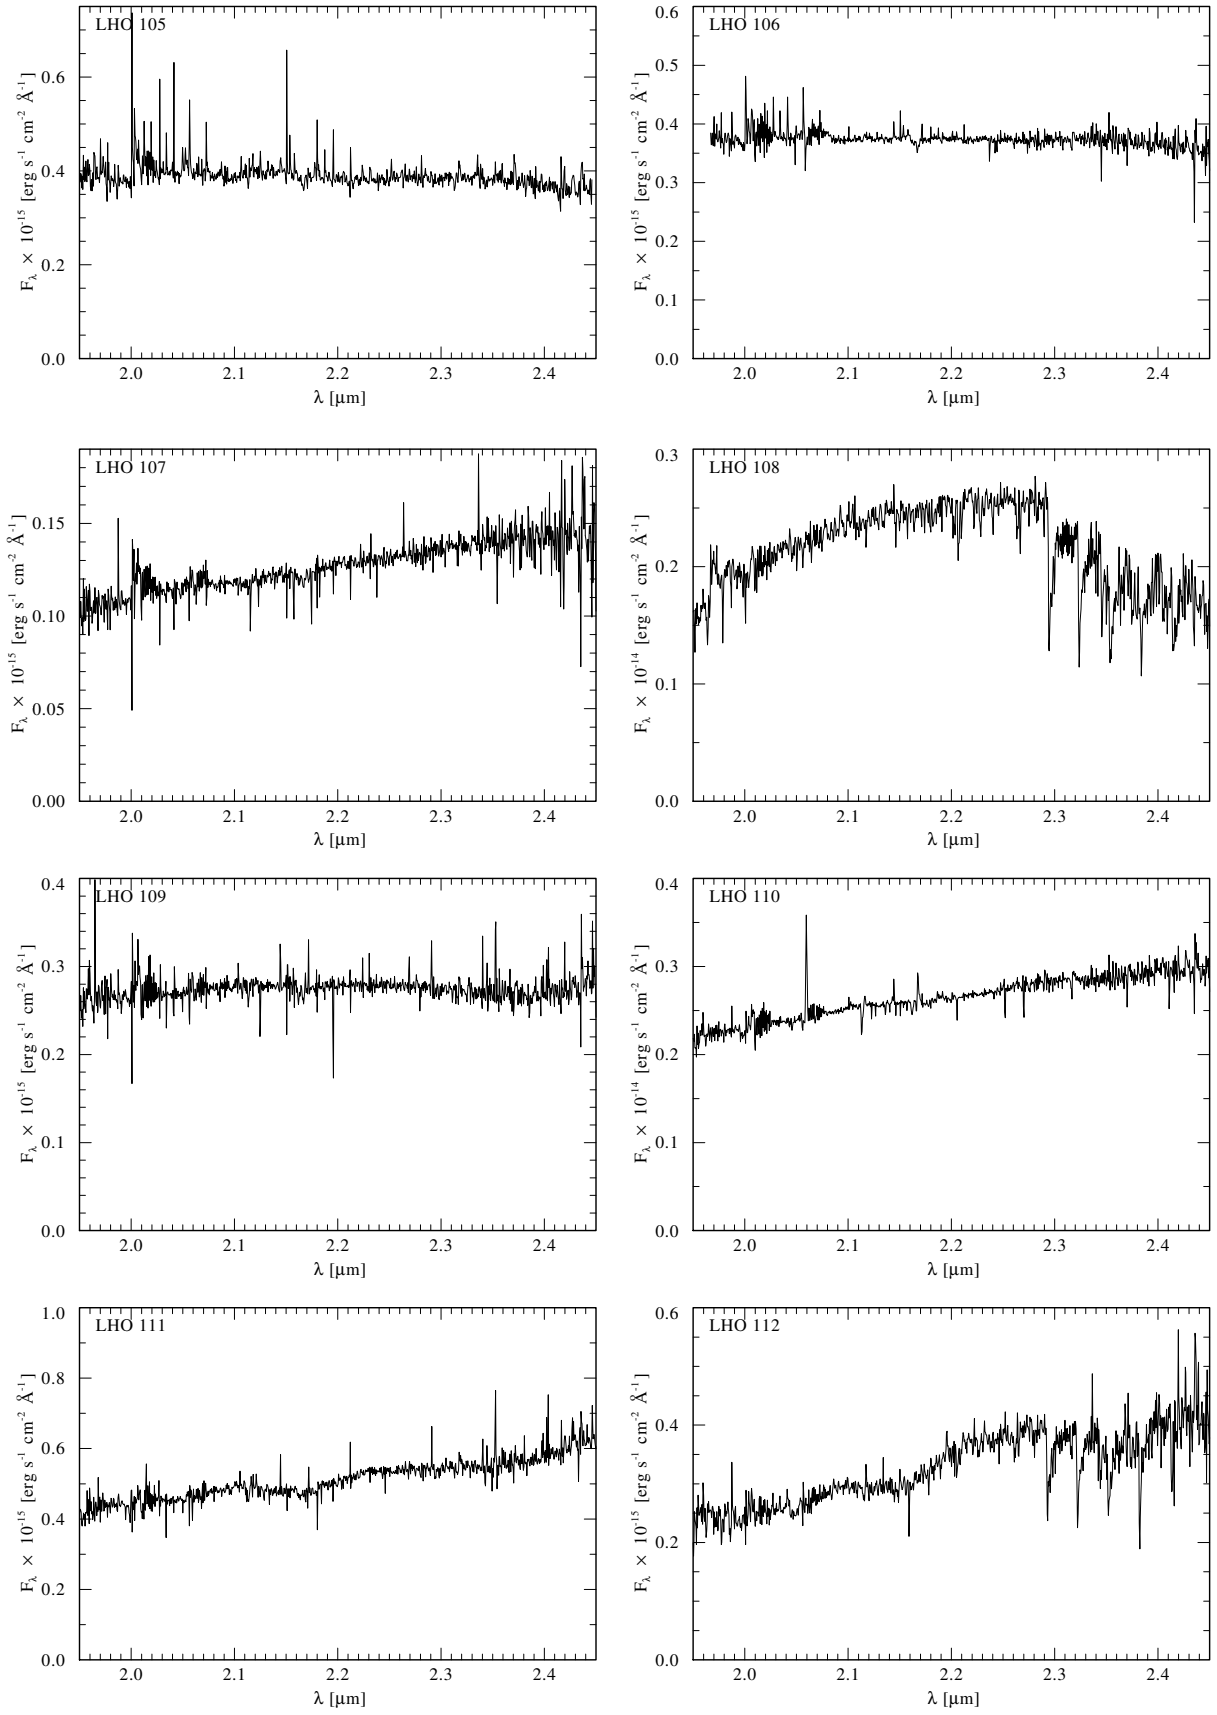 LHO 105
0.6
0.4
0.2
0.0
F_λ × 10^-15 [erg s^-1 cm^-2 Å^-1]
2.0 2.1 2.2 2.3 2.4
λ [μm]
LHO 106
0.6
0.5
0.4
0.3
0.2
0.1
0.0
F_λ × 10^-15 [erg s^-1 cm^-2 Å^-1]
2.0 2.1 2.2 2.3 2.4
λ [μm]
LHO 107
0.15
0.10
0.05
0.00
F_λ × 10^-15 [erg s^-1 cm^-2 Å^-1]
2.0 2.1 2.2 2.3 2.4
λ [μm]
LHO 108
0.3
0.2
0.1
0.0
F_λ × 10^-14 [erg s^-1 cm^-2 Å^-1]
2.0 2.1 2.2 2.3 2.4
λ [μm]
LHO 109
0.4
0.3
0.2
0.1
0.0
F_λ × 10^-15 [erg s^-1 cm^-2 Å^-1]
2.0 2.1 2.2 2.3 2.4
λ [μm]
LHO 110
0.4
0.3
0.2
0.1
0.0
F_λ × 10^-14 [erg s^-1 cm^-2 Å^-1]
2.0 2.1 2.2 2.3 2.4
λ [μm]
LHO 111
1.0
0.8
0.6
0.4
0.2
0.0
F_λ × 10^-15 [erg s^-1 cm^-2 Å^-1]
2.0 2.1 2.2 2.3 2.4
λ [μm]
LHO 112
0.6
0.4
0.2
0.0
F_λ × 10^-15 [erg s^-1 cm^-2 Å^-1]
2.0 2.1 2.2 2.3 2.4
λ [μm]